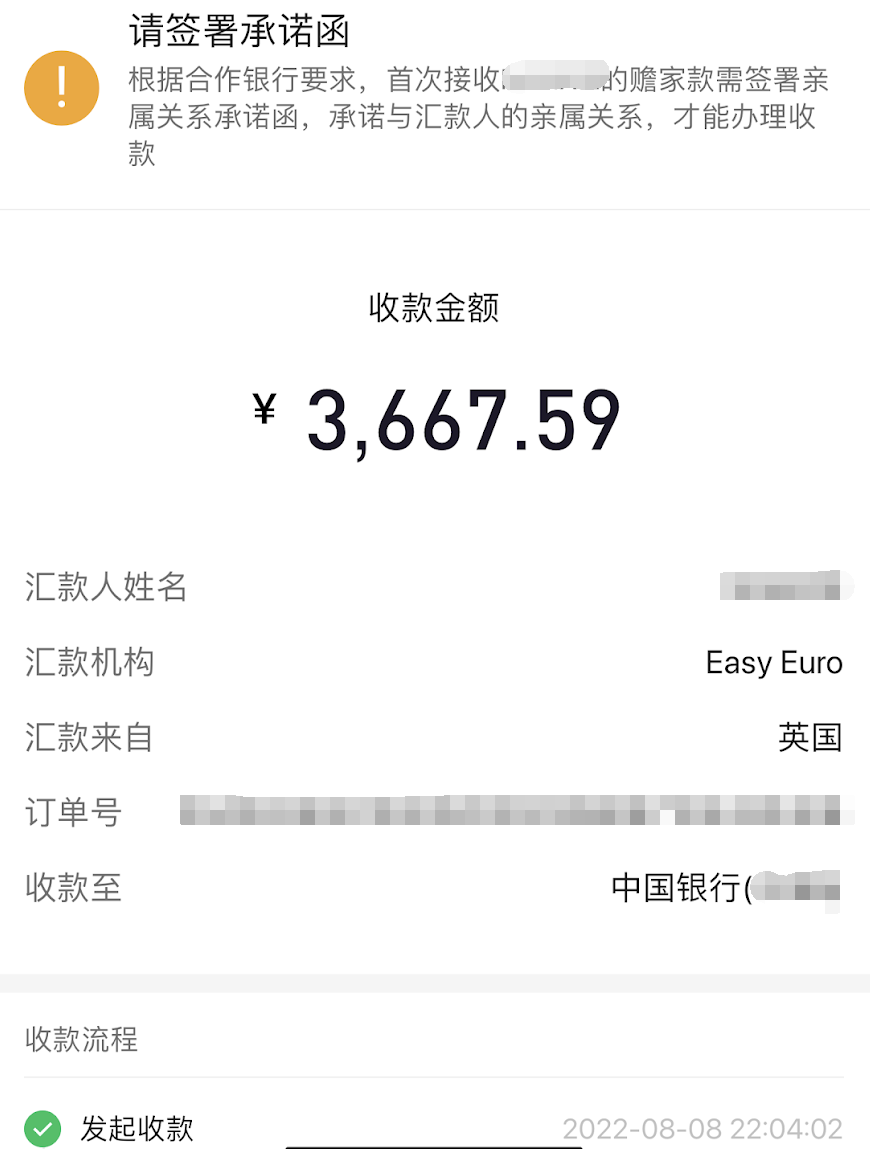 请签署承诺函
根据合作银行要求，首次接收的赡家款需签署亲
属关系承诺函，承诺与汇款人的亲属关系，才能办理收
款
收款金额
¥ 3,667.59
汇款人姓名
汇款机构 Easy Euro
汇款来自 英国
订单号
收款至 中国银行(
收款流程
发起收款 2022-08-08 22:04:02